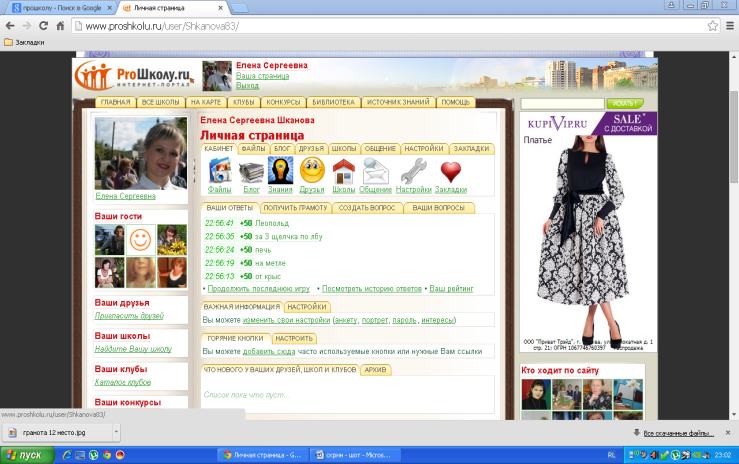 прошколу - Поиск в Google
Личная страница
www.proshkolu.ru/user/Shkanova83/
Закладки
ПроШколу.ru
ИНТЕРНЕТ-ПОРТАЛ
Елена Сергеевна
Ваша страница
Выход
ГЛАВНАЯ ВСЕ ШКОЛЫ НА КАРТЕ КЛУБЫ КОНКУРСЫ БИБЛИОТЕКА ИСТОЧНИК ЗНАНИЙ ПОМОЩЬ
ИСКАТЬ!
Елена Сергеевна
Ваши гости
Ваши друзья
Пригласить друзей
Ваши школы
Найдите Вашу школу
Ваши клубы
Каталог клубов
Ваши конкурсы
Елена Сергеевна Шканова
Личная страница
КАБИНЕТ ФАЙЛЫ БЛОГ ДРУЗЬЯ ШКОЛЫ ОБЩЕНИЕ НАСТРОЙКИ ЗАКЛАДКИ
Файлы Блог Знания Друзья Школы Общение Настройки Закладки
ВАШИ ОТВЕТЫ ПОЛУЧИТЬ ГРАМОТУ СОЗДАТЬ ВОПРОС ВАШИ ВОПРОСЫ
22:56:41 +50 Леопольд
22:56:35 +50 за 3 щелчка по лбу
22:56:24 +50 печь
22:56:19 +50 на метле
22:56:13 +50 от крыс
• Продолжить последнюю игру • Посмотреть историю ответов • Ваш рейтинг
ВАЖНАЯ ИНФОРМАЦИЯ НАСТРОЙКИ
Вы можете изменить свои настройки (анкету, портрет, пароль, интересы)
ГОРЯЧИЕ КНОПКИ НАСТРОИТЬ
Вы можете добавить сюда часто используемые кнопки или нужные Вам ссылки
ЧТО НОВОГО У ВАШИХ ДРУЗЕЙ, ШКОЛ И КЛУБОВ АРХИВ
Список пока что пуст...
KUPIVIP.RU
SALE*
С ДОСТАВКОЙ
Платье
ООО "Приват Трэйд", г.
стр. 21; ОГРН 1067746760397
Кто ходит по сайту
www.proshkolu.ru/user/Shkanova83/
грамота 12 место.jpg
Все скачанные файлы...
пуск
Личная страница - G...
скрин - шот - Micros...
RL
23:02